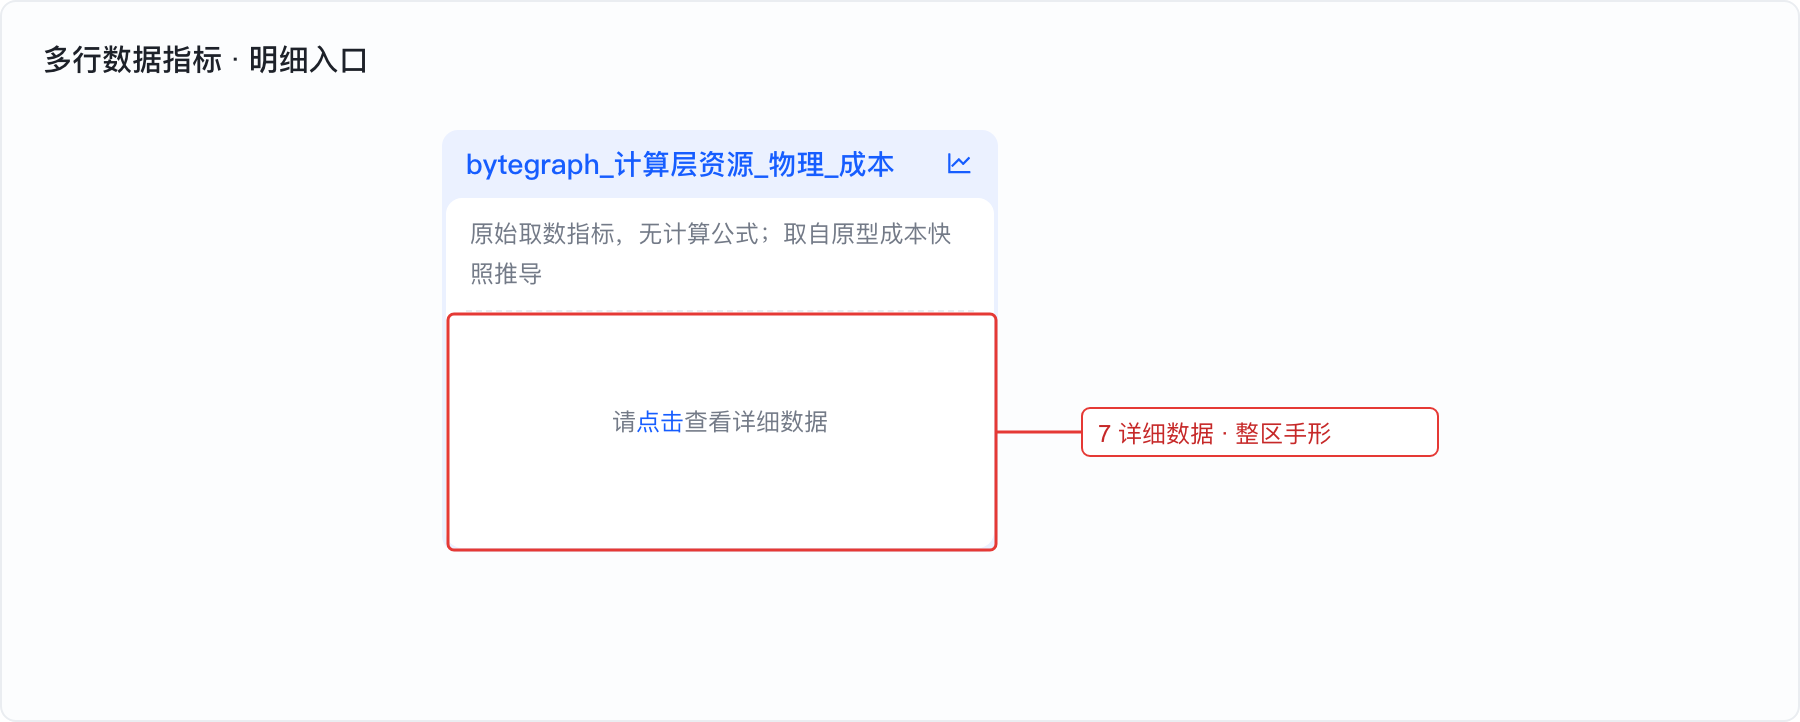 多行数据指标 · 明细入口
bytegraph_计算层资源_物理_成本
原始取数指标，无计算公式；取自原型成本快
照推导
请点击查看详细数据
7 详细数据 · 整区手形